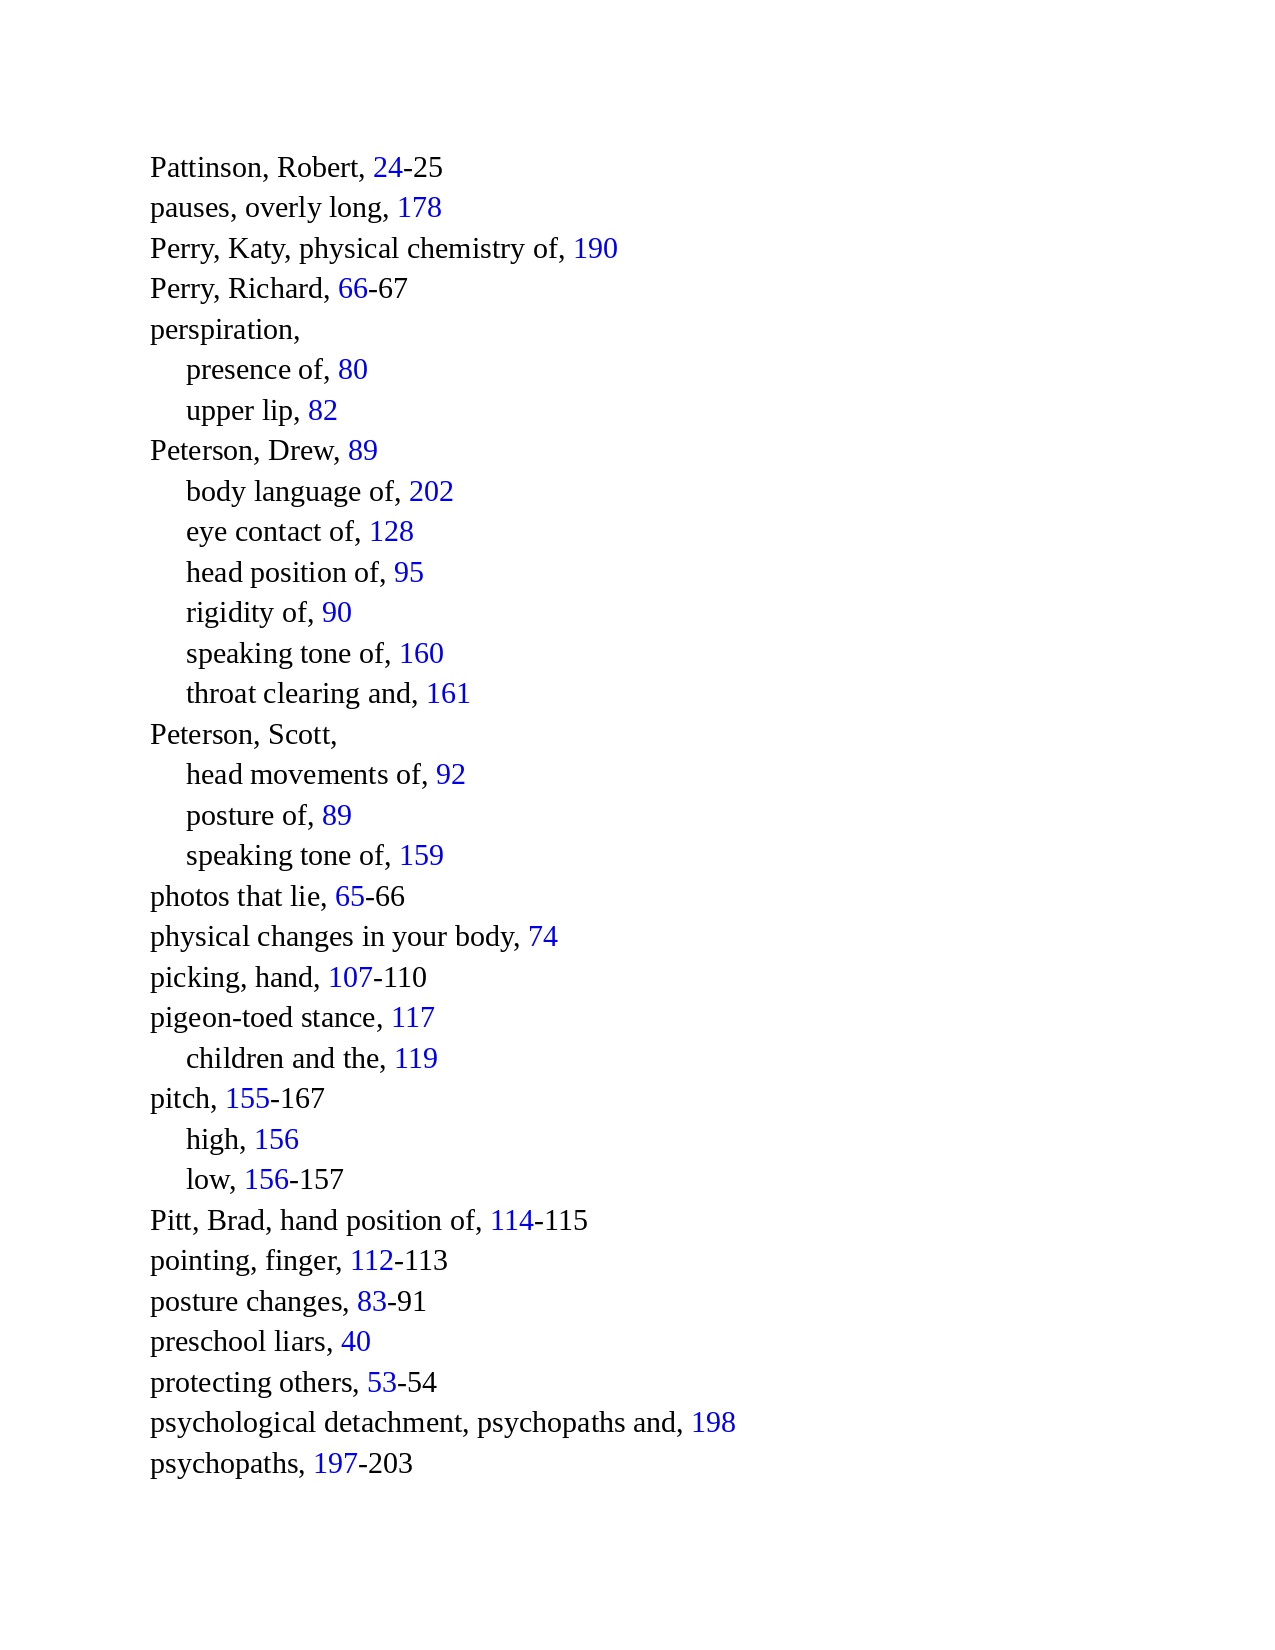 Pattinson, Robert, 24-25
pauses, overly long, 178
Perry, Katy, physical chemistry of, 190
Perry, Richard, 66-67
perspiration,
presence of, 80
upper lip, 82
Peterson, Drew, 89
body language of, 202
eye contact of, 128
head position of, 95
rigidity of, 90
speaking tone of, 160
throat clearing and, 161
Peterson, Scott,
head movements of, 92
posture of, 89
speaking tone of, 159
photos that lie, 65-66
physical changes in your body, 74
picking, hand, 107-110
pigeon-toed stance, 117
children and the, 119
pitch, 155-167
high, 156
low, 156-157
Pitt, Brad, hand position of, 114-115
pointing, finger, 112-113
posture changes, 83-91
preschool liars, 40
protecting others, 53-54
psychological detachment, psychopaths and, 198
psychopaths, 197-203